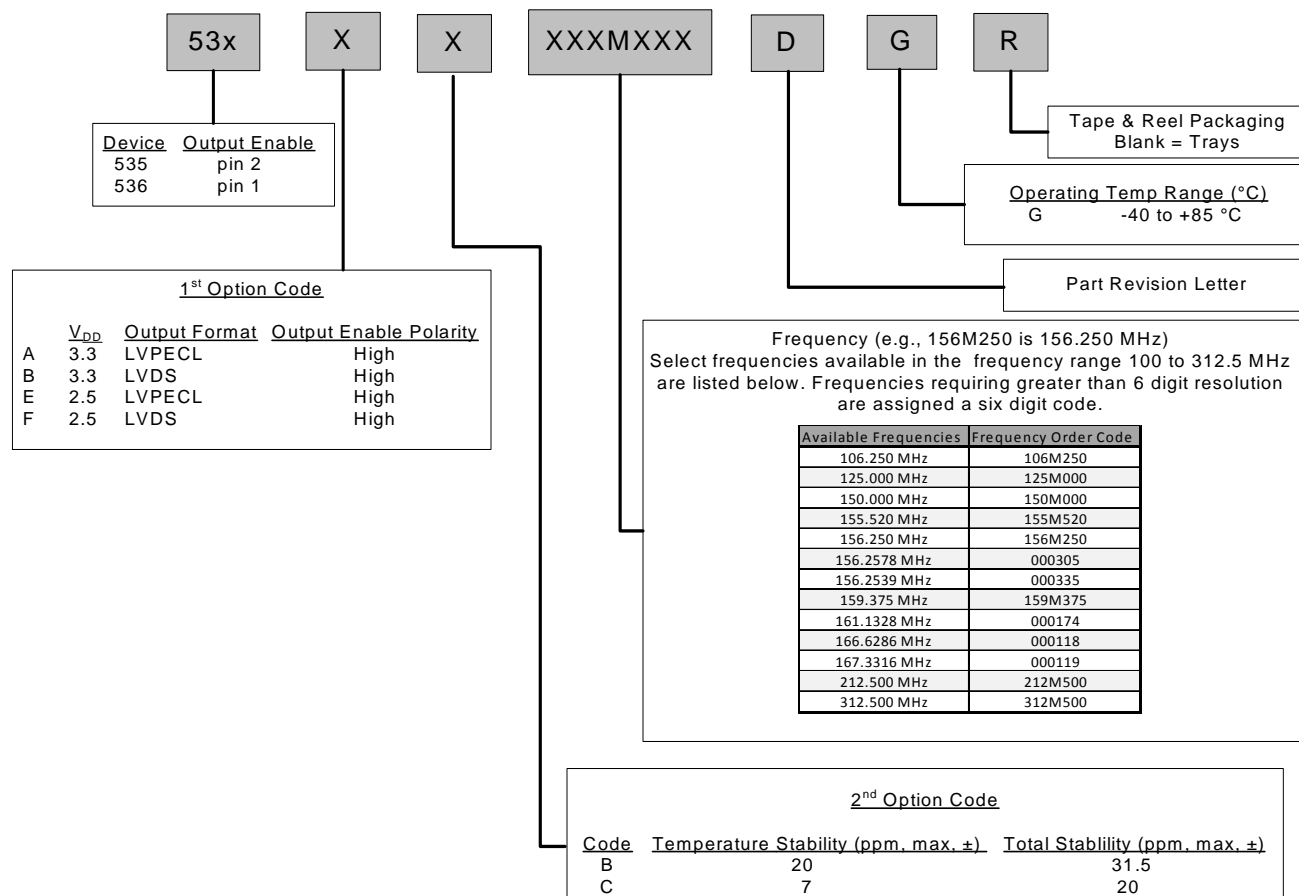 53x X X XXXMXXX D G R
Device Output Enable
535 pin 2
536 pin 1
Tape & Reel Packaging
Blank = Trays
Operating Temp Range (°C)
G -40 to +85 °C
Part Revision Letter
1st Option Code
VDD Output Format Output Enable Polarity
A 3.3 LVPECL High
B 3.3 LVDS High
E 2.5 LVPECL High
F 2.5 LVDS High
Frequency (e.g., 156M250 is 156.250 MHz)
Select frequencies available in the frequency range 100 to 312.5 MHz
are listed below. Frequencies requiring greater than 6 digit resolution
are assigned a six digit code.
Available Frequencies Frequency Order Code
106.250 MHz 106M250
125.000 MHz 125M000
150.000 MHz 150M000
155.520 MHz 155M520
156.250 MHz 156M250
156.2578 MHz 000305
156.2539 MHz 000335
159.375 MHz 159M375
161.1328 MHz 000174
166.6286 MHz 000118
167.3316 MHz 000119
212.500 MHz 212M500
312.500 MHz 312M500
2nd Option Code
Code Temperature Stability (ppm, max, ±) Total Stablility (ppm, max, ±)
B 20 31.5
C 7 20